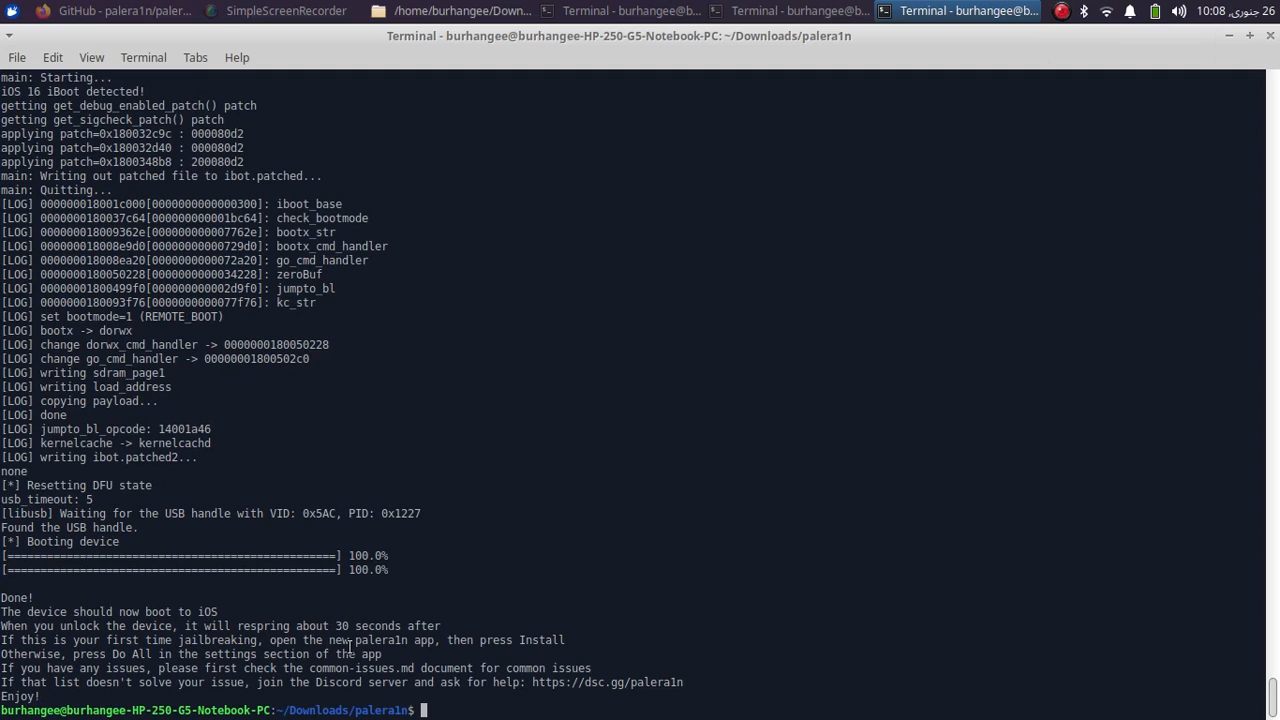 GitHub - palera1n/paler...
SimpleScreenRecorder
/home/burhangee/Down...
Terminal - burhangee@b...
Terminal - burhangee@b...
Terminal - burhangee@b...
26 جنوری, 10:08
Terminal - burhangee@burhangee-HP-250-G5-Notebook-PC: ~/Downloads/palera1n
File Edit View Terminal Tabs Help
main: Starting...
iOS 16 iBoot detected!
getting get_debug_enabled_patch() patch
getting get_sigcheck_patch() patch
applying patch=0x180032c9c : 000080d2
applying patch=0x180032d40 : 000080d2
applying patch=0x1800348b8 : 200080d2
main: Writing out patched file to ibot.patched...
main: Quitting...
[LOG] 000000018001c000[0000000000000300]: iboot_base
[LOG] 0000000180037c64[000000000001bc64]: check_bootmode
[LOG] 000000018009362e[000000000007762e]: bootx_str
[LOG] 000000018008e9d0[00000000000729d0]: bootx_cmd_handler
[LOG] 000000018008ea20[0000000000072a20]: go_cmd_handler
[LOG] 0000000180050228[0000000000034228]: zeroBuf
[LOG] 00000001800499f0[000000000002d9f0]: jumpto_bl
[LOG] 0000000180093f76[0000000000077f76]: kc_str
[LOG] set bootmode=1 (REMOTE_BOOT)
[LOG] bootx -> dorwx
[LOG] change dorwx_cmd_handler -> 0000000180050228
[LOG] change go_cmd_handler -> 00000001800502c0
[LOG] writing sdram_page1
[LOG] writing load_address
[LOG] copying payload...
[LOG] done
[LOG] jumpto_bl_opcode: 14001a46
[LOG] kernelcache -> kernelcachd
[LOG] writing ibot.patched2...
none
[*] Resetting DFU state
usb_timeout: 5
[libusb] Waiting for the USB handle with VID: 0x5AC, PID: 0x1227
Found the USB handle.
[*] Booting device
[==================================================] 100.0%
[==================================================] 100.0%
Done!
The device should now boot to iOS
When you unlock the device, it will respring about 30 seconds after
If this is your first time jailbreaking, open the new palera1n app, then press Install
Otherwise, press Do All in the settings section of the app
If you have any issues, please first check the common-issues.md document for common issues
If that list doesn't solve your issue, join the Discord server and ask for help: https://dsc.gg/palera1n
Enjoy!
burhangee@burhangee-HP-250-G5-Notebook-PC:~/Downloads/palera1n$